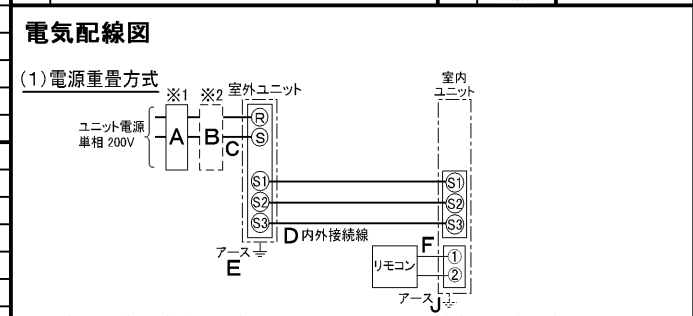 電気配線図
(1)電源重畳方式
※1 ※2 室外ユニット
室内
ユニット
ユニット電源
単相 200V
A
B
C
R
S
S1
S2
S3
S1
S2
S3
D 内外接続線
アース
E
リモコン
F
1
2
アース
J